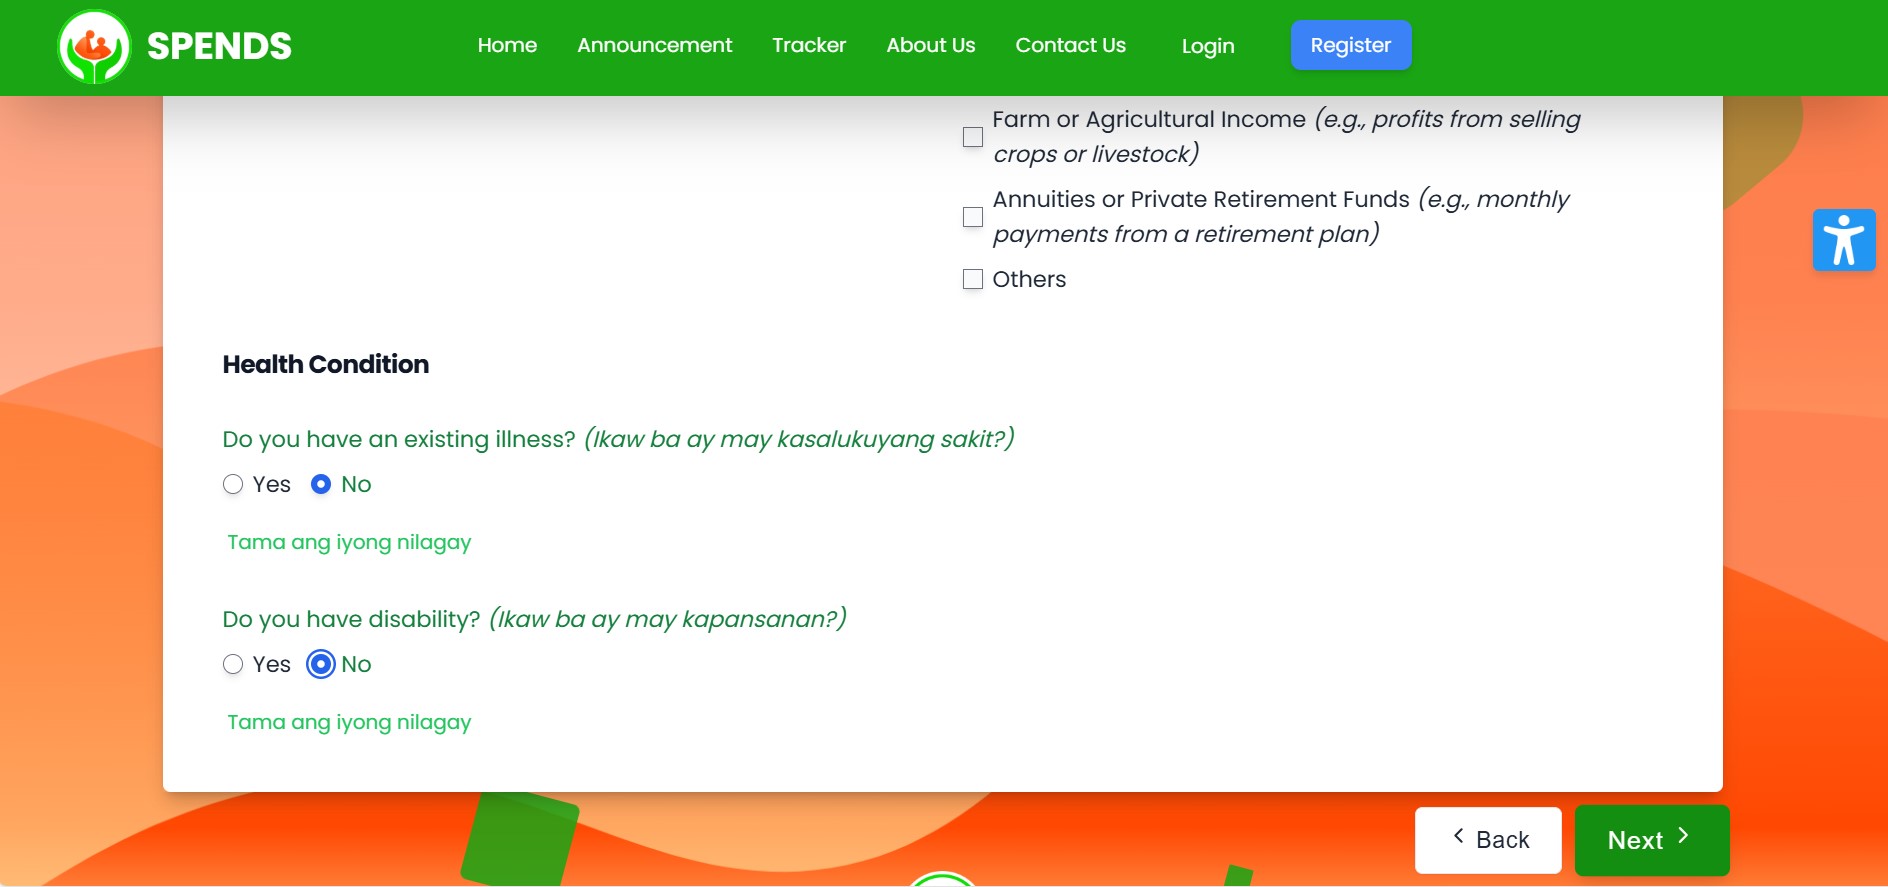 SPENDS
Home
Announcement
Tracker
About Us
Contact Us
Login
Register
Farm or Agricultural Income (e.g., profits from selling
crops or livestock)
Annuities or Private Retirement Funds (e.g., monthly
payments from a retirement plan)
Others
Health Condition
Do you have an existing illness? (Ikaw ba ay may kasalukuyang sakit?)
Yes
No
Tama ang iyong nilagay
Do you have disability? (Ikaw ba ay may kapansanan?)
Yes
No
Tama ang iyong nilagay
Back
Next